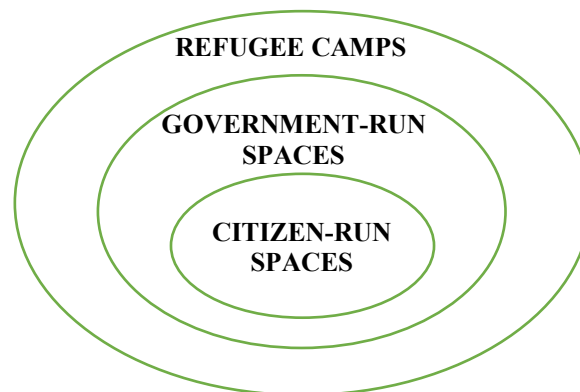 REFUGEE CAMPS
GOVERNMENT-RUN
SPACES
CITIZEN-RUN
SPACES